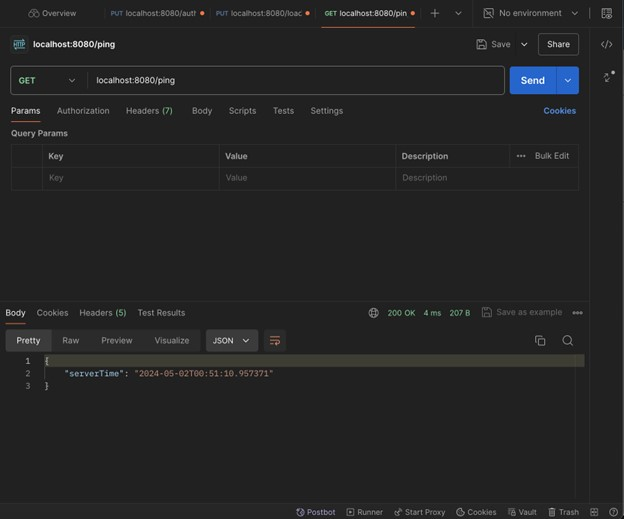 Overview PUT localhost:8080/auth PUT localhost:8080/load GET localhost:8080/pin No environment
HTTP localhost:8080/ping Save Share
GET localhost:8080/ping Send
Params Authorization Headers (7) Body Scripts Tests Settings Cookies
Query Params
Key Value Description Bulk Edit
Key Value Description
Body Cookies Headers (5) Test Results 200 OK 4 ms 207 B Save as example
Pretty Raw Preview Visualize JSON
1 {
2 "serverTime": "2024-05-02T00:51:10.957371"
3 }
Postbot Runner Start Proxy Cookies Vault Trash